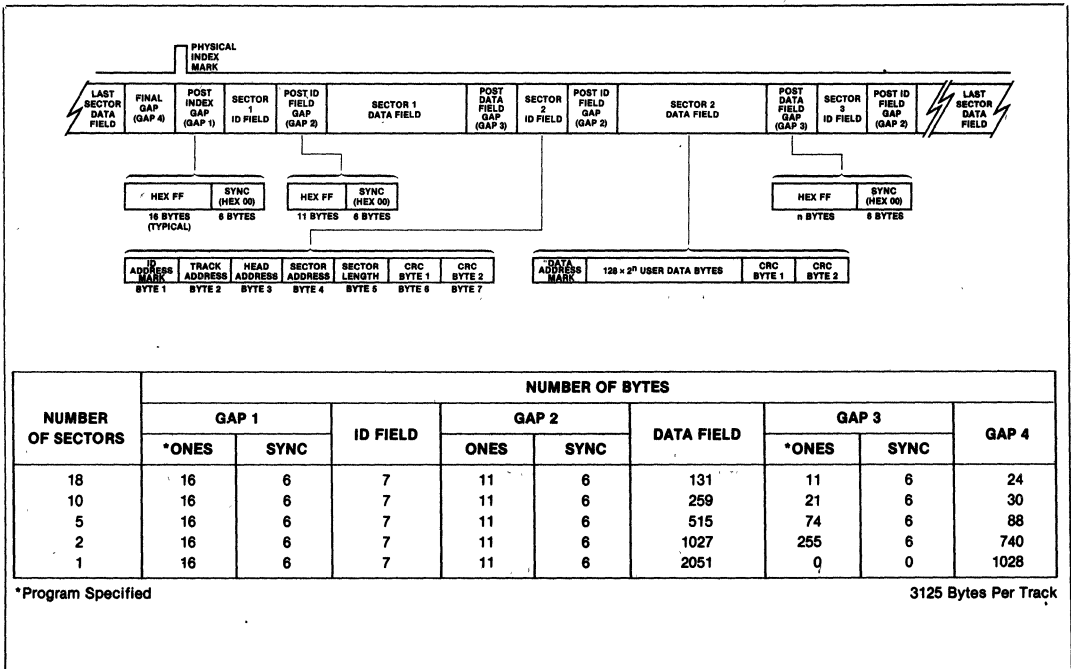 PHYSICAL
INDEX
MARK
LAST
SECTOR
DATA
FIELD
FINAL
GAP
(GAP 4)
POST
INDEX
GAP
(GAP 1)
SECTOR
1
ID FIELD
POST ID
FIELD
GAP
(GAP 2)
SECTOR 1
DATA FIELD
POST
DATA
FIELD
GAP
(GAP 3)
SECTOR
2
ID FIELD
POST ID
FIELD
GAP
(GAP 2)
SECTOR 2
DATA FIELD
POST
DATA
FIELD
GAP
(GAP 3)
SECTOR
3
ID FIELD
POST ID
FIELD
GAP
(GAP 2)
LAST
SECTOR
DATA
FIELD
HEX FF
SYNC
(HEX 00)
16 BYTES
(TYPICAL)
6 BYTES
HEX FF
SYNC
(HEX 00)
11 BYTES
6 BYTES
HEX FF
SYNC
(HEX 00)
n BYTES
6 BYTES
ID
ADDRESS
MARK
TRACK
ADDRESS
HEAD
ADDRESS
SECTOR
ADDRESS
SECTOR
LENGTH
CRC
BYTE 1
CRC
BYTE 2
BYTE 1 BYTE 2 BYTE 3 BYTE 4 BYTE 5 BYTE 6 BYTE 7
DATA
ADDRESS
MARK
128 × 2ⁿ USER DATA BYTES
CRC
BYTE 1
CRC
BYTE 2
NUMBER
OF SECTORS
NUMBER OF BYTES
GAP 1
ID FIELD
GAP 2
DATA FIELD
GAP 3
GAP 4
*ONES SYNC ONES SYNC *ONES SYNC
18 16 6 7 11 6 131 11 6 24
10 16 6 7 11 6 259 21 6 30
5 16 6 7 11 6 515 74 6 88
2 16 6 7 11 6 1027 255 6 740
1 16 6 7 11 6 2051 0 0 1028
*Program Specified
3125 Bytes Per Track